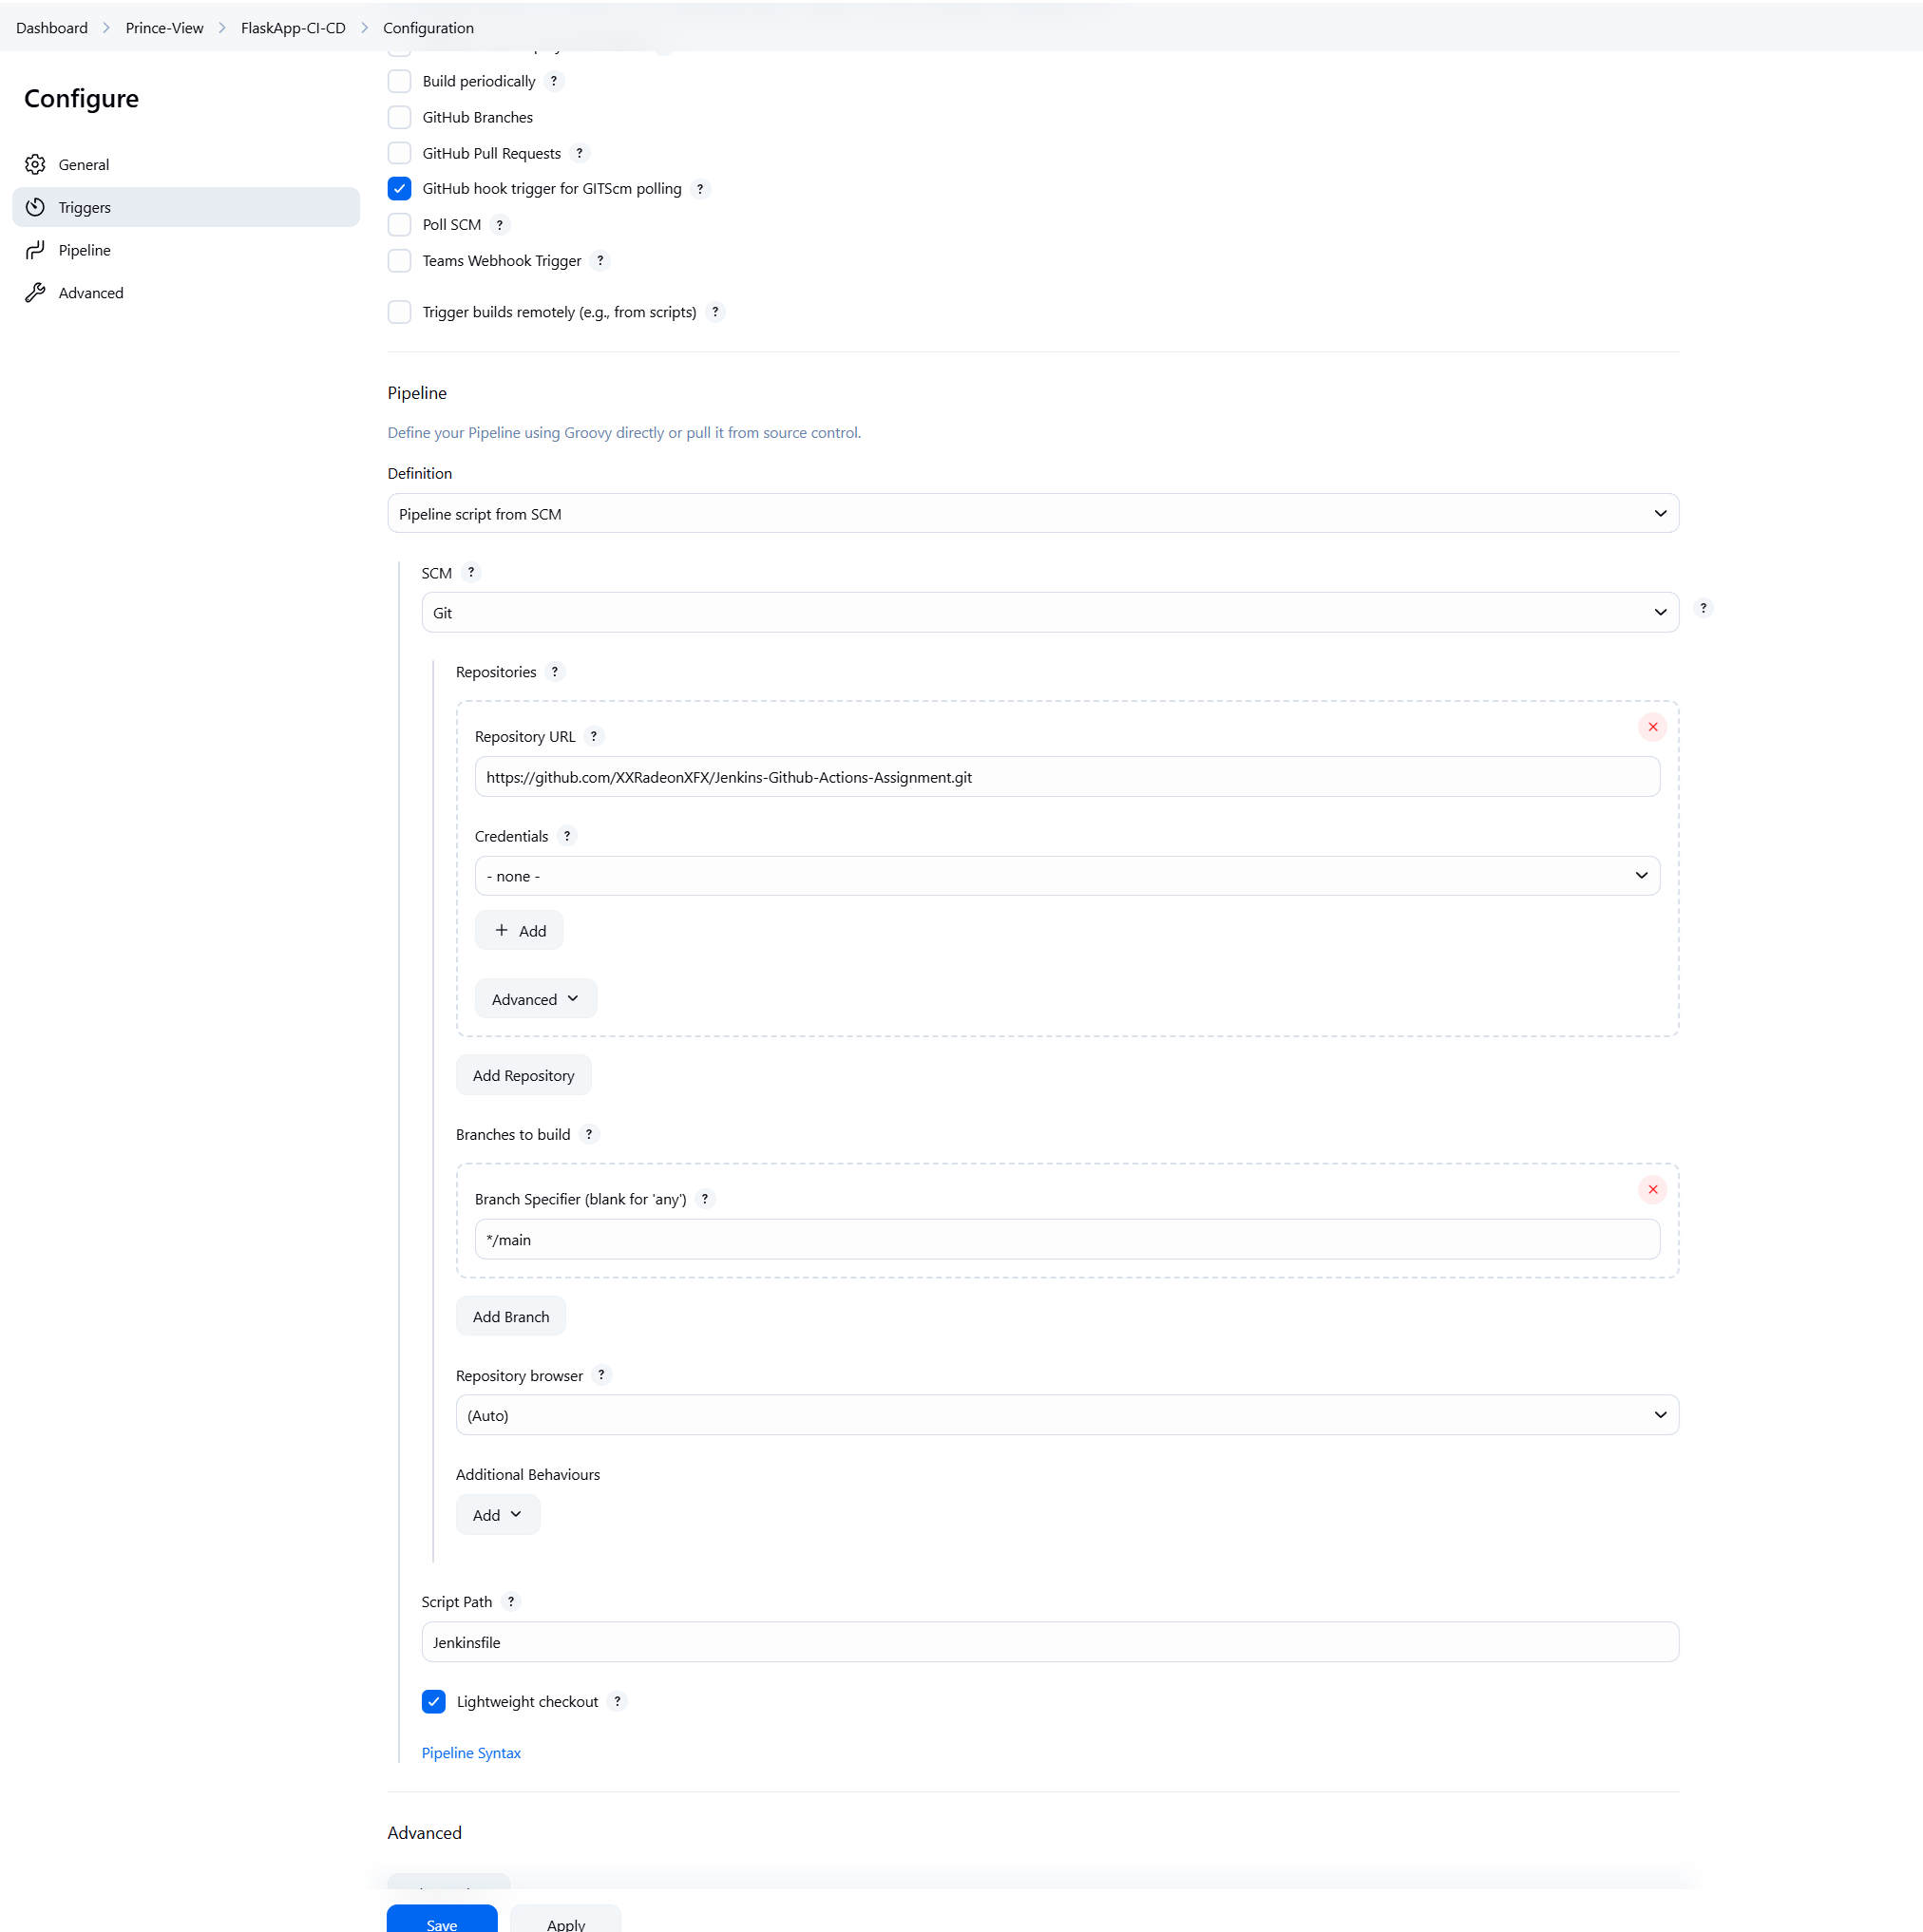 Dashboard > Prince-View > FlaskApp-CI-CD > Configuration
Configure
General
Triggers
Pipeline
Advanced
Build periodically ?
GitHub Branches
GitHub Pull Requests ?
GitHub hook trigger for GITScm polling ?
Poll SCM ?
Teams Webhook Trigger ?
Trigger builds remotely (e.g., from scripts) ?
Pipeline
Define your Pipeline using Groovy directly or pull it from source control.
Definition
Pipeline script from SCM
SCM ?
Git
?
Repositories ?
Repository URL ?
https://github.com/XXRadeonXFX/Jenkins-Github-Actions-Assignment.git
Credentials ?
- none -
+ Add
Advanced
Add Repository
Branches to build ?
Branch Specifier (blank for 'any') ?
*/main
Add Branch
Repository browser ?
(Auto)
Additional Behaviours
Add
Script Path ?
Jenkinsfile
Lightweight checkout ?
Pipeline Syntax
Advanced
Save
Apply